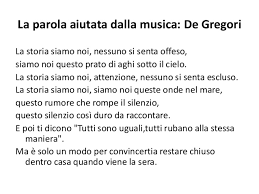 La parola aiutata dalla musica: De Gregori
La storia siamo noi, nessuno si senta offeso,
siamo noi questo prato di aghi sotto il cielo.
La storia siamo noi, attenzione, nessuno si senta escluso.
La storia siamo noi, siamo noi queste onde nel mare,
questo rumore che rompe il silenzio,
questo silenzio così duro da raccontare.
E poi ti dicono "Tutti sono uguali,tutti rubano alla stessa
maniera".
Ma è solo un modo per convincertia restare chiuso
dentro casa quando viene la sera.